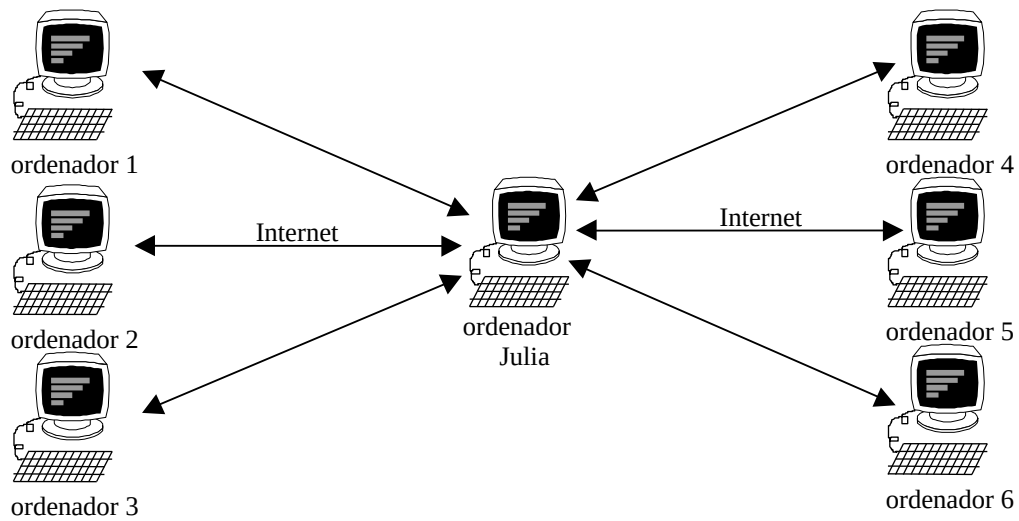 ordenador 1
ordenador 4
Internet
Internet
ordenador 2
ordenador
Julia
ordenador 5
ordenador 3
ordenador 6